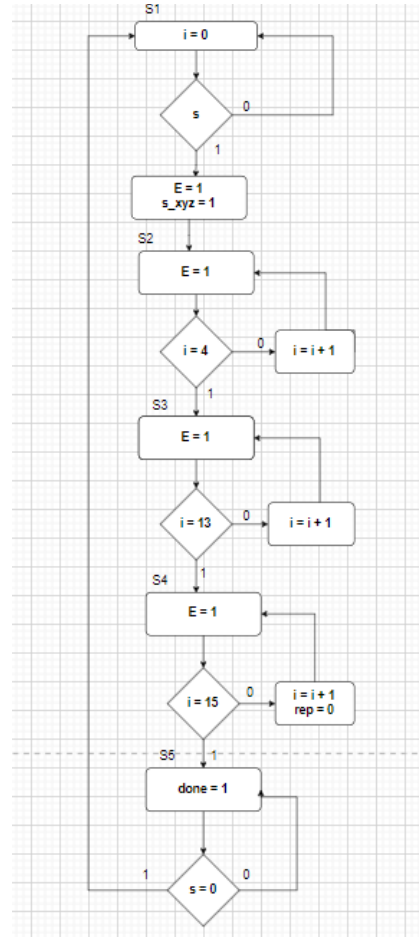 S1
i = 0
s
0
1
E = 1
s_xyz = 1
S2
E = 1
i = 4
0
i = i + 1
1
S3
E = 1
i = 13
0
i = i + 1
1
S4
E = 1
i = 15
0
i = i + 1
rep = 0
1
S5
done = 1
1
s = 0
0